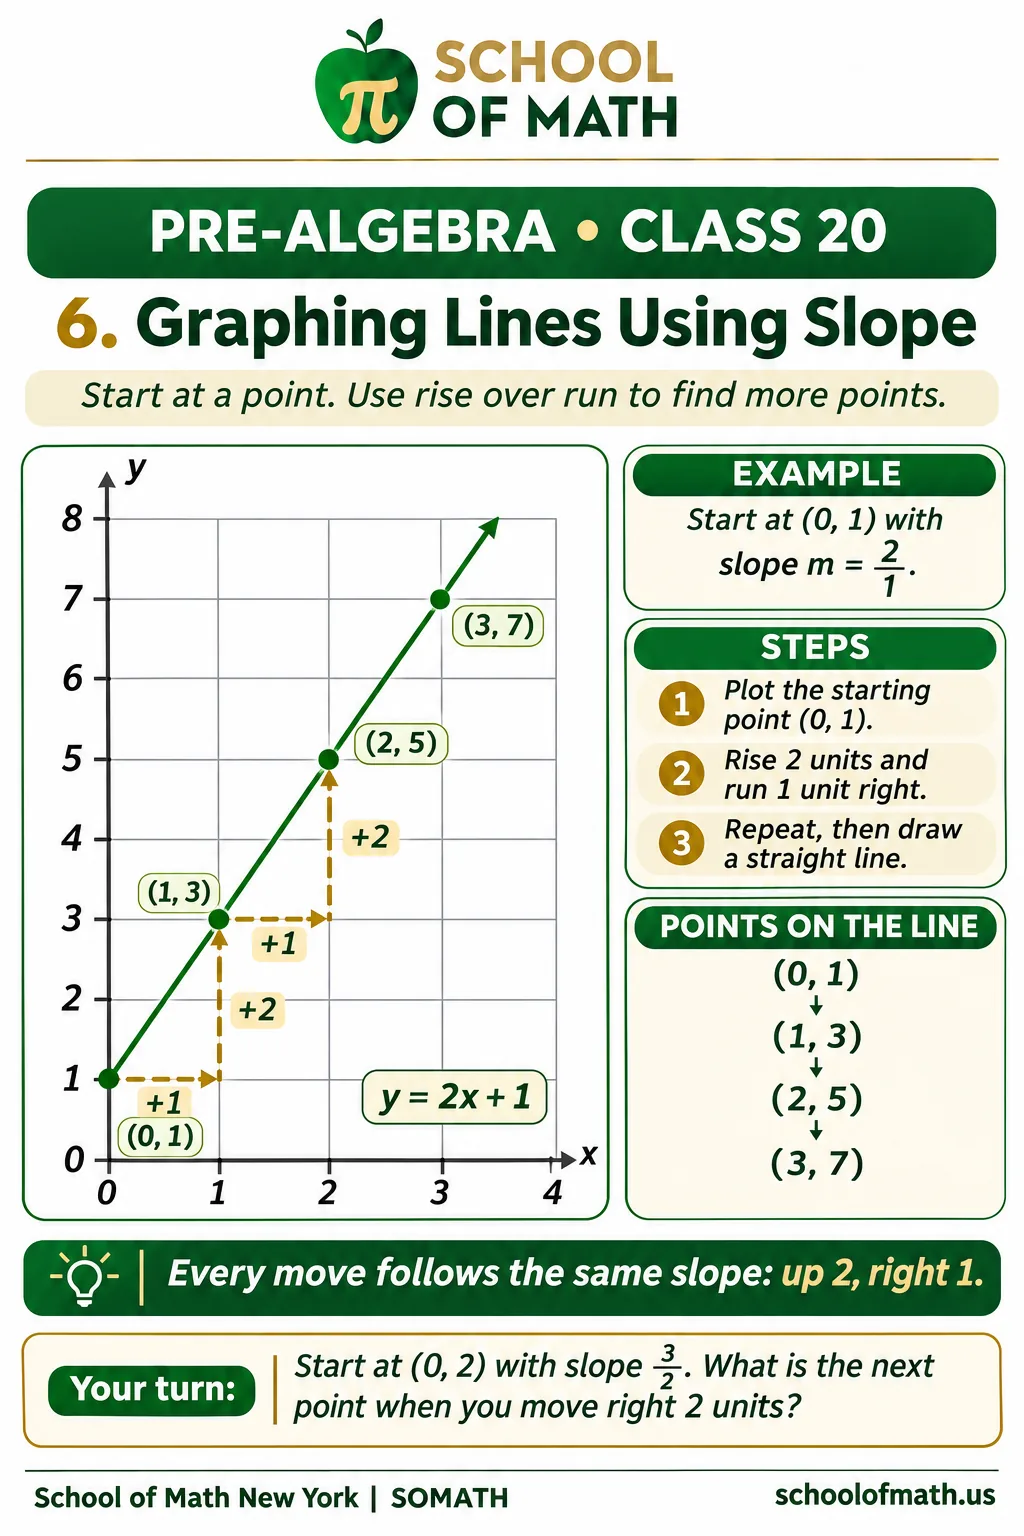 π
SCHOOL
OF MATH
PRE-ALGEBRA • CLASS 20
6. Graphing Lines Using Slope
Start at a point. Use rise over run to find more points.
y
8
7
6
5
4
3
2
1
0
0 1 2 3 4
x
(3, 7)
(2, 5)
+2
(1, 3)
+1
+2
+1
(0, 1)
y = 2x + 1
EXAMPLE
Start at (0, 1) with
slope m = 2/1.
STEPS
1 Plot the starting
point (0, 1).
2 Rise 2 units and
run 1 unit right.
3 Repeat, then draw
a straight line.
POINTS ON THE LINE
(0, 1)
↓
(1, 3)
↓
(2, 5)
↓
(3, 7)
Every move follows the same slope: up 2, right 1.
Your turn:
Start at (0, 2) with slope 3/2. What is the next
point when you move right 2 units?
School of Math New York | SOMATH
schoolofmath.us